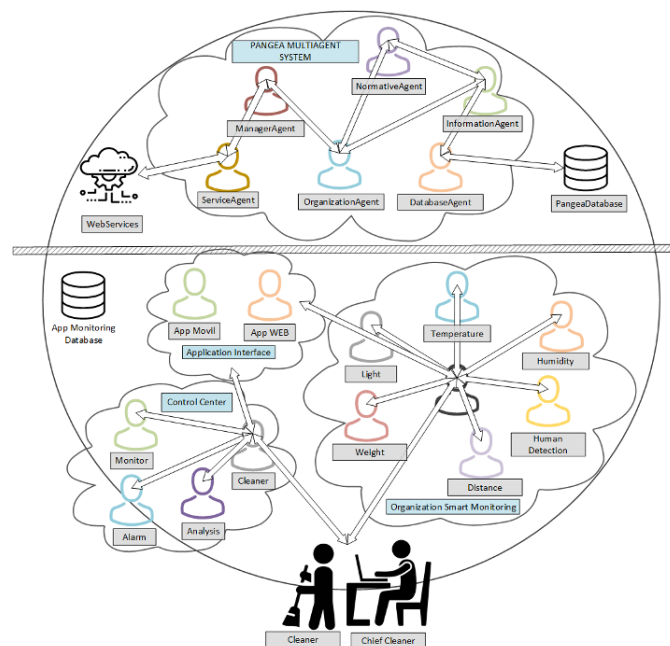 PANGEA MULTIAGENT
SYSTEM
NormativeAgent
ManagerAgent
InformationAgent
ServiceAgent
OrganizationAgent
DatabaseAgent
WebServices
PangeaDatabase
App Monitoring
Database
App Movil
App WEB
Application Interface
Temperature
Light
Humidity
Control Center
Weight
Human
Detection
Monitor
Cleaner
Distance
Organization Smart Monitoring
Alarm
Analysis
Cleaner
Chief Cleaner